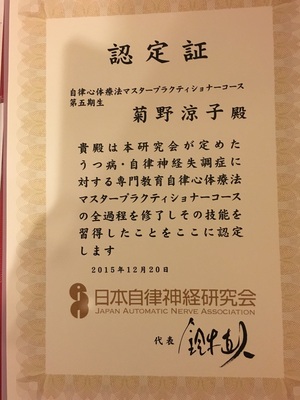 認定証
自律心体療法マスタープラクティショナーコース
第五期生
菊野涼子殿
貴殿は本研究会が定めた
うつ病・自律神経失調症に
対する専門教育自律心体療法
マスタープラクティショナーコース
の全過程を修了しその技能を
習得したことをここに認定
します
2015年12月20日
日本自律神経研究会
JAPAN AUTOMATIC NERVE ASSOCIATION
代表